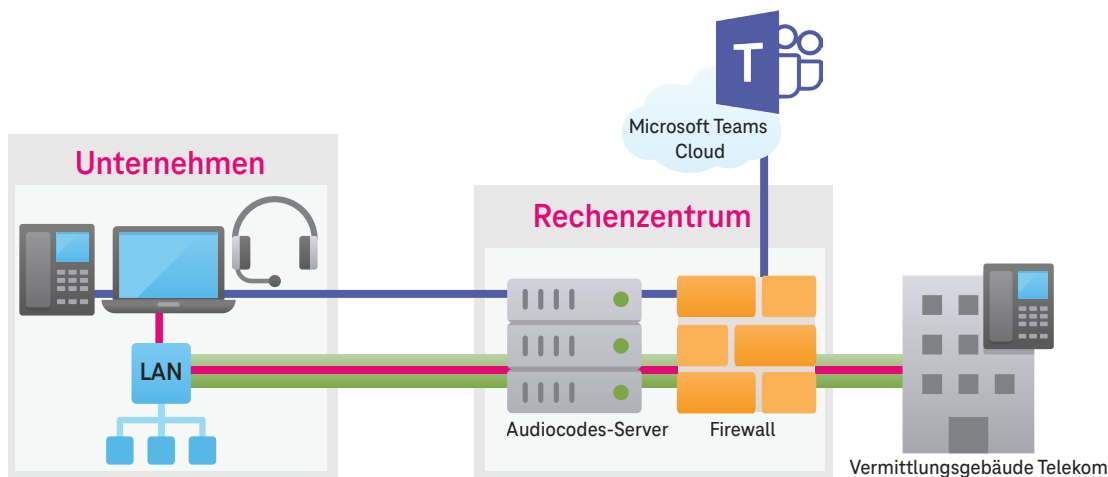 T
Microsoft Teams
Cloud
Unternehmen
Rechenzentrum
LAN
Audiocodes-Server
Firewall
Vermittlungsgebäude Telekom